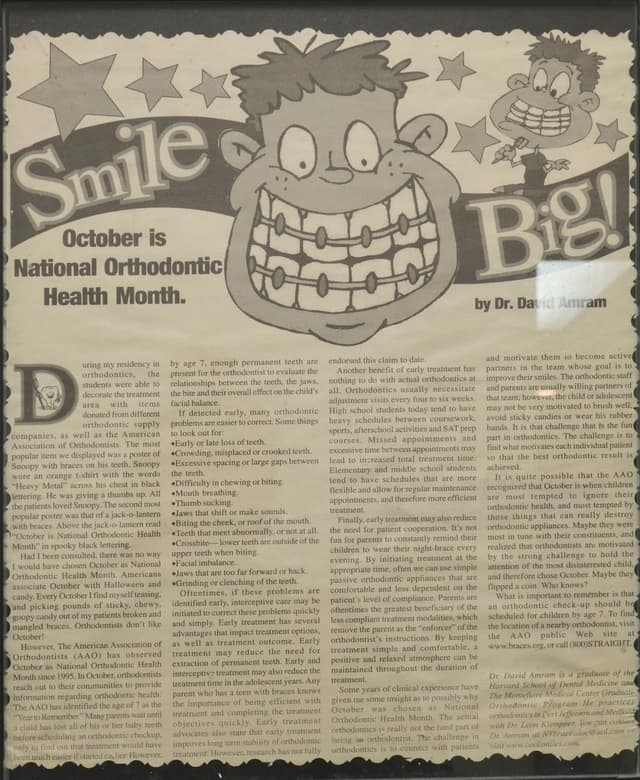 Smile
Big!
October is
National Orthodontic
Health Month.
by Dr. David Amram
During my residency in
orthodontics, the
students were able to
decorate the treatment
area with items
donated from different
orthodontic supply
companies, as well as the American
Association of Orthodontists. The most
popular item we displayed was a poster of
Snoopy with braces on his teeth. Snoopy
wore an orange t-shirt with the words
"Heavy Metal" across his chest in black
lettering. He was giving a thumbs up. All
the patients loved Snoopy. The second most
popular poster was that of a jack-o-lantern
with braces. Above the jack-o-lantern read
"October is National Orthodontic Health
Month" in spooky black lettering.
Had I been consulted, there was no way
I would have chosen October as National
Orthodontic Health Month. Americans
associate October with Halloween and
candy. Every October I find myself teasing,
and picking pounds of sticky, chewy,
goopy candy out of my patients broken and
mangled braces. Orthodontists don't like
October!
However, The American Association of
Orthodontists (AAO) has observed
October as National Orthodontic Health
Month since 1995. In October, orthodontists
reach out to their communities to provide
information regarding orthodontic health.
The AAO has identified the age of 7 as the
"Year to Remember." Many parents wait until
a child has lost all of his or her baby teeth
before scheduling an orthodontic checkup,
only to find out that treatment would have
been much easier if started earlier. However,
by age 7, enough permanent teeth are
present for the orthodontist to evaluate the
relationships between the teeth, the jaws,
the bite and their overall effect on the child's
facial balance.
If detected early, many orthodontic
problems are easier to correct. Some things
to look for:
•Early or late loss of teeth.
•Crowding, misplaced or crooked teeth.
•Excessive spacing or large gaps between
the teeth.
•Difficulty in chewing or biting.
•Mouth breathing.
•Thumb sucking.
•Jaws that shift or make sounds.
•Biting the cheek, or roof of the mouth.
•Teeth that meet abnormally, or not at all.
•Crossbite— lower teeth are outside of the
upper teeth when biting.
•Facial imbalance.
•Jaws that are too far forward or back.
•Grinding or clenching of the teeth.
Oftentimes, if these problems are
identified early, interceptive care may be
initiated to correct these problems quickly
and simply. Early treatment has several
advantages that impact treatment options,
as well as treatment outcome. Early
treatment may reduce the need for
extraction of permanent teeth. Early and
interceptive treatment may also reduce the
treatment time in the adolescent years. Any
parent who has a teen with braces knows
the importance of being efficient with
treatment and completing the treatment
objectives quickly. Early treatment
advocates also state that early treatment
improves long term stability of orthodontic
treatment. However, research has not fully
endorsed this claim to date.
Another benefit of early treatment has
nothing to do with actual orthodontics at
all. Orthodontics usually necessitate
adjustment visits every four to six weeks.
High school students today tend to have
heavy schedules between coursework,
sports, afterschool activities and SAT prep
courses. Missed appointments and
excessive time between appointments may
lead to increased total treatment time.
Elementary and middle school students
tend to have schedules that are more
flexible and allow for regular maintenance
appointments, and therefore more efficient
treatment.
Finally, early treatment may also reduce
the need for patient cooperation. It's not
fun for parents to constantly remind their
children to wear their night-brace every
evening. By initiating treatment at the
appropriate time, often we can use simple
passive orthodontic appliances that are
comfortable and less dependent on the
patient's level of compliance. Parents are
oftentimes the greatest beneficiary of the
less compliant treatment modalities, which
remove the parent as the "enforcer" of the
orthodontist's instructions. By keeping
treatment simple and comfortable, a
positive and relaxed atmosphere can be
maintained throughout the duration of
treatment.
Some years of clinical experience have
given me some insight as to possibly why
October was chosen as National
Orthodontic Health Month. The actual
orthodontics is really not the hard part of
being an orthodontist. The challenge in
orthodontics is to connect with patients
and motivate them to become active
partners in the team whose goal is to
improve their smiles. The orthodontic staff
and parents are usually willing partners of
that team; however, the child or adolescent
may not be very motivated to brush well,
avoid sticky candies or wear his rubber
bands. It is that challenge that is the fun
part in orthodontics. The challenge is to
find what motivates each individual patient
so that the best orthodontic result is
achieved.
It is quite possible that the AAO
recognized that October is when children
are most tempted to ignore their
orthodontic health, and most tempted by
those things that can really destroy
orthodontic appliances. Maybe they were
most in tune with their constituents, and
realized that orthodontists are motivated
by the strong challenge to hold the
attention of the most disinterested child,
and therefore chose October. Maybe they
flipped a coin. Who knows?
What is important to remember is that
an orthodontic check-up should be
scheduled for children by age 7. To find
the location of a nearby orthodontist, visit
the AAO public Web site at
www.braces.org, or call (800)STRAIGHT.
Dr. David Amram is a graduate of the
Harvard School of Dental Medicine and
The Montefiore Medical Center Graduate
Orthodontic Program. He practices
orthodontics in Port Jefferson and
with Dr. Leon Klempner. You can contact
Dr. Amram at
visit www.coolsmiles.com